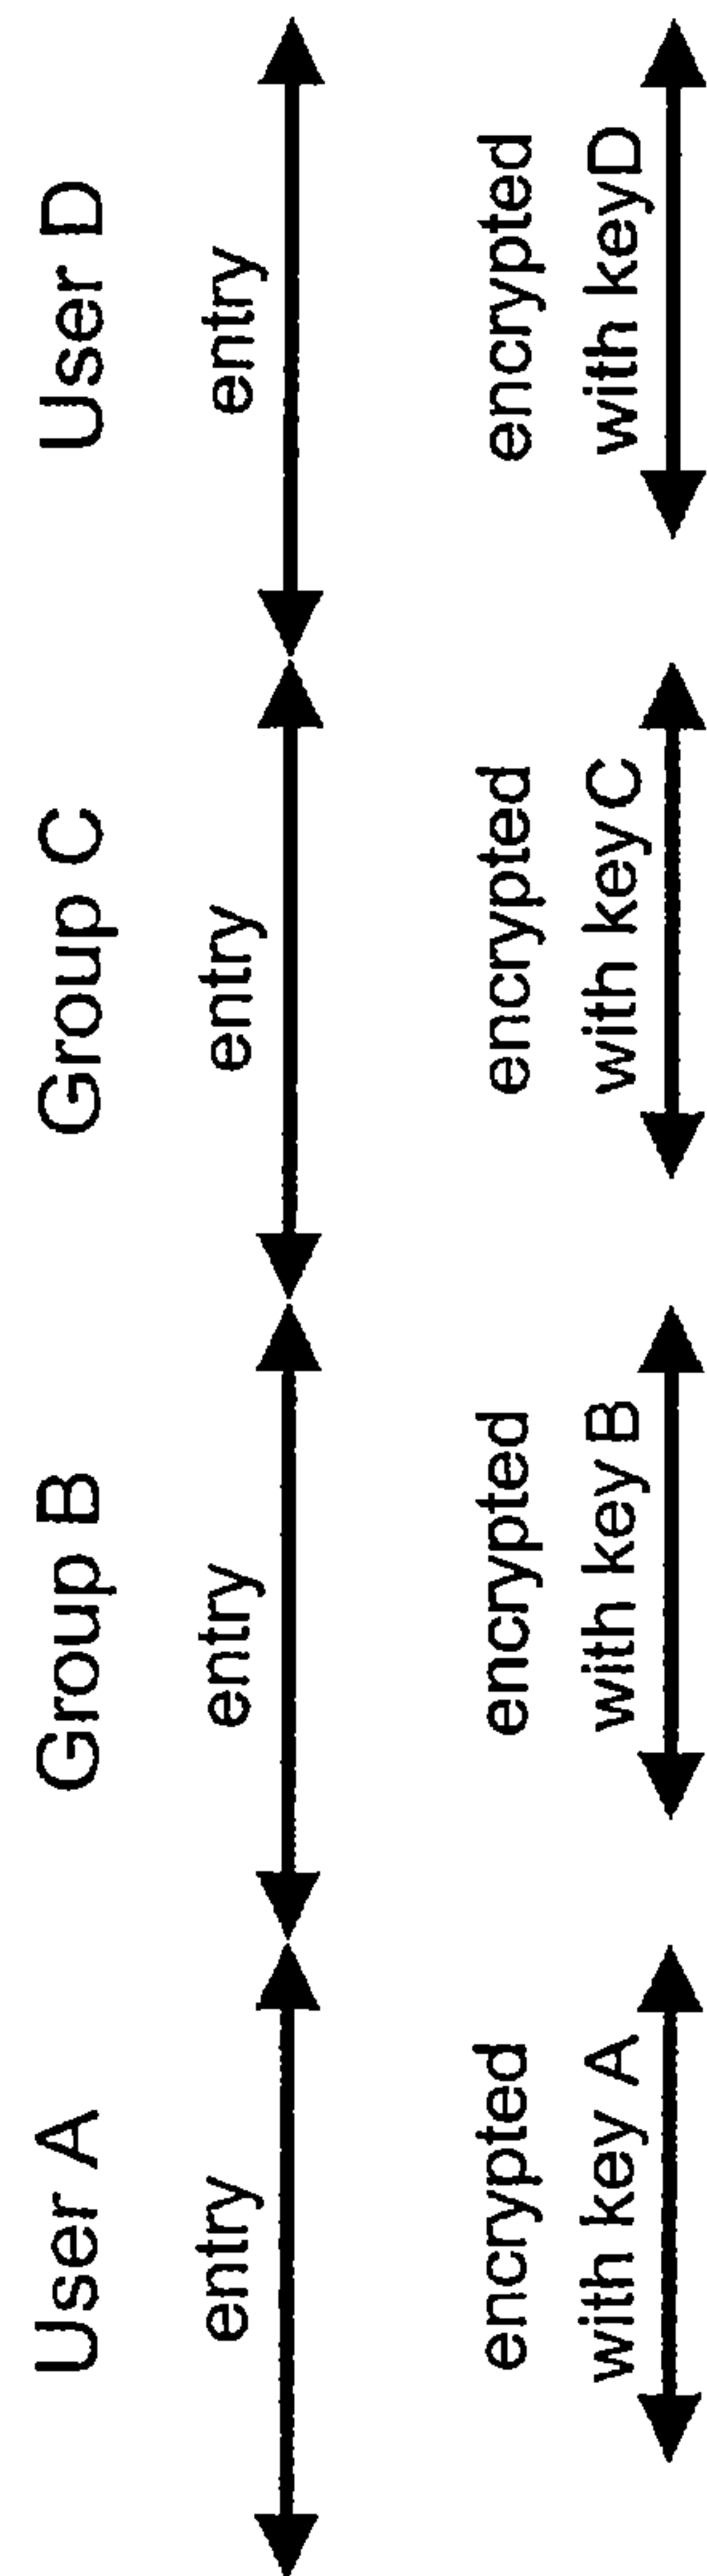 User A
Group B
Group C
User D
entry
entry
entry
entry
encrypted
with key A
encrypted
with key B
encrypted
with key C
encrypted
with keyD